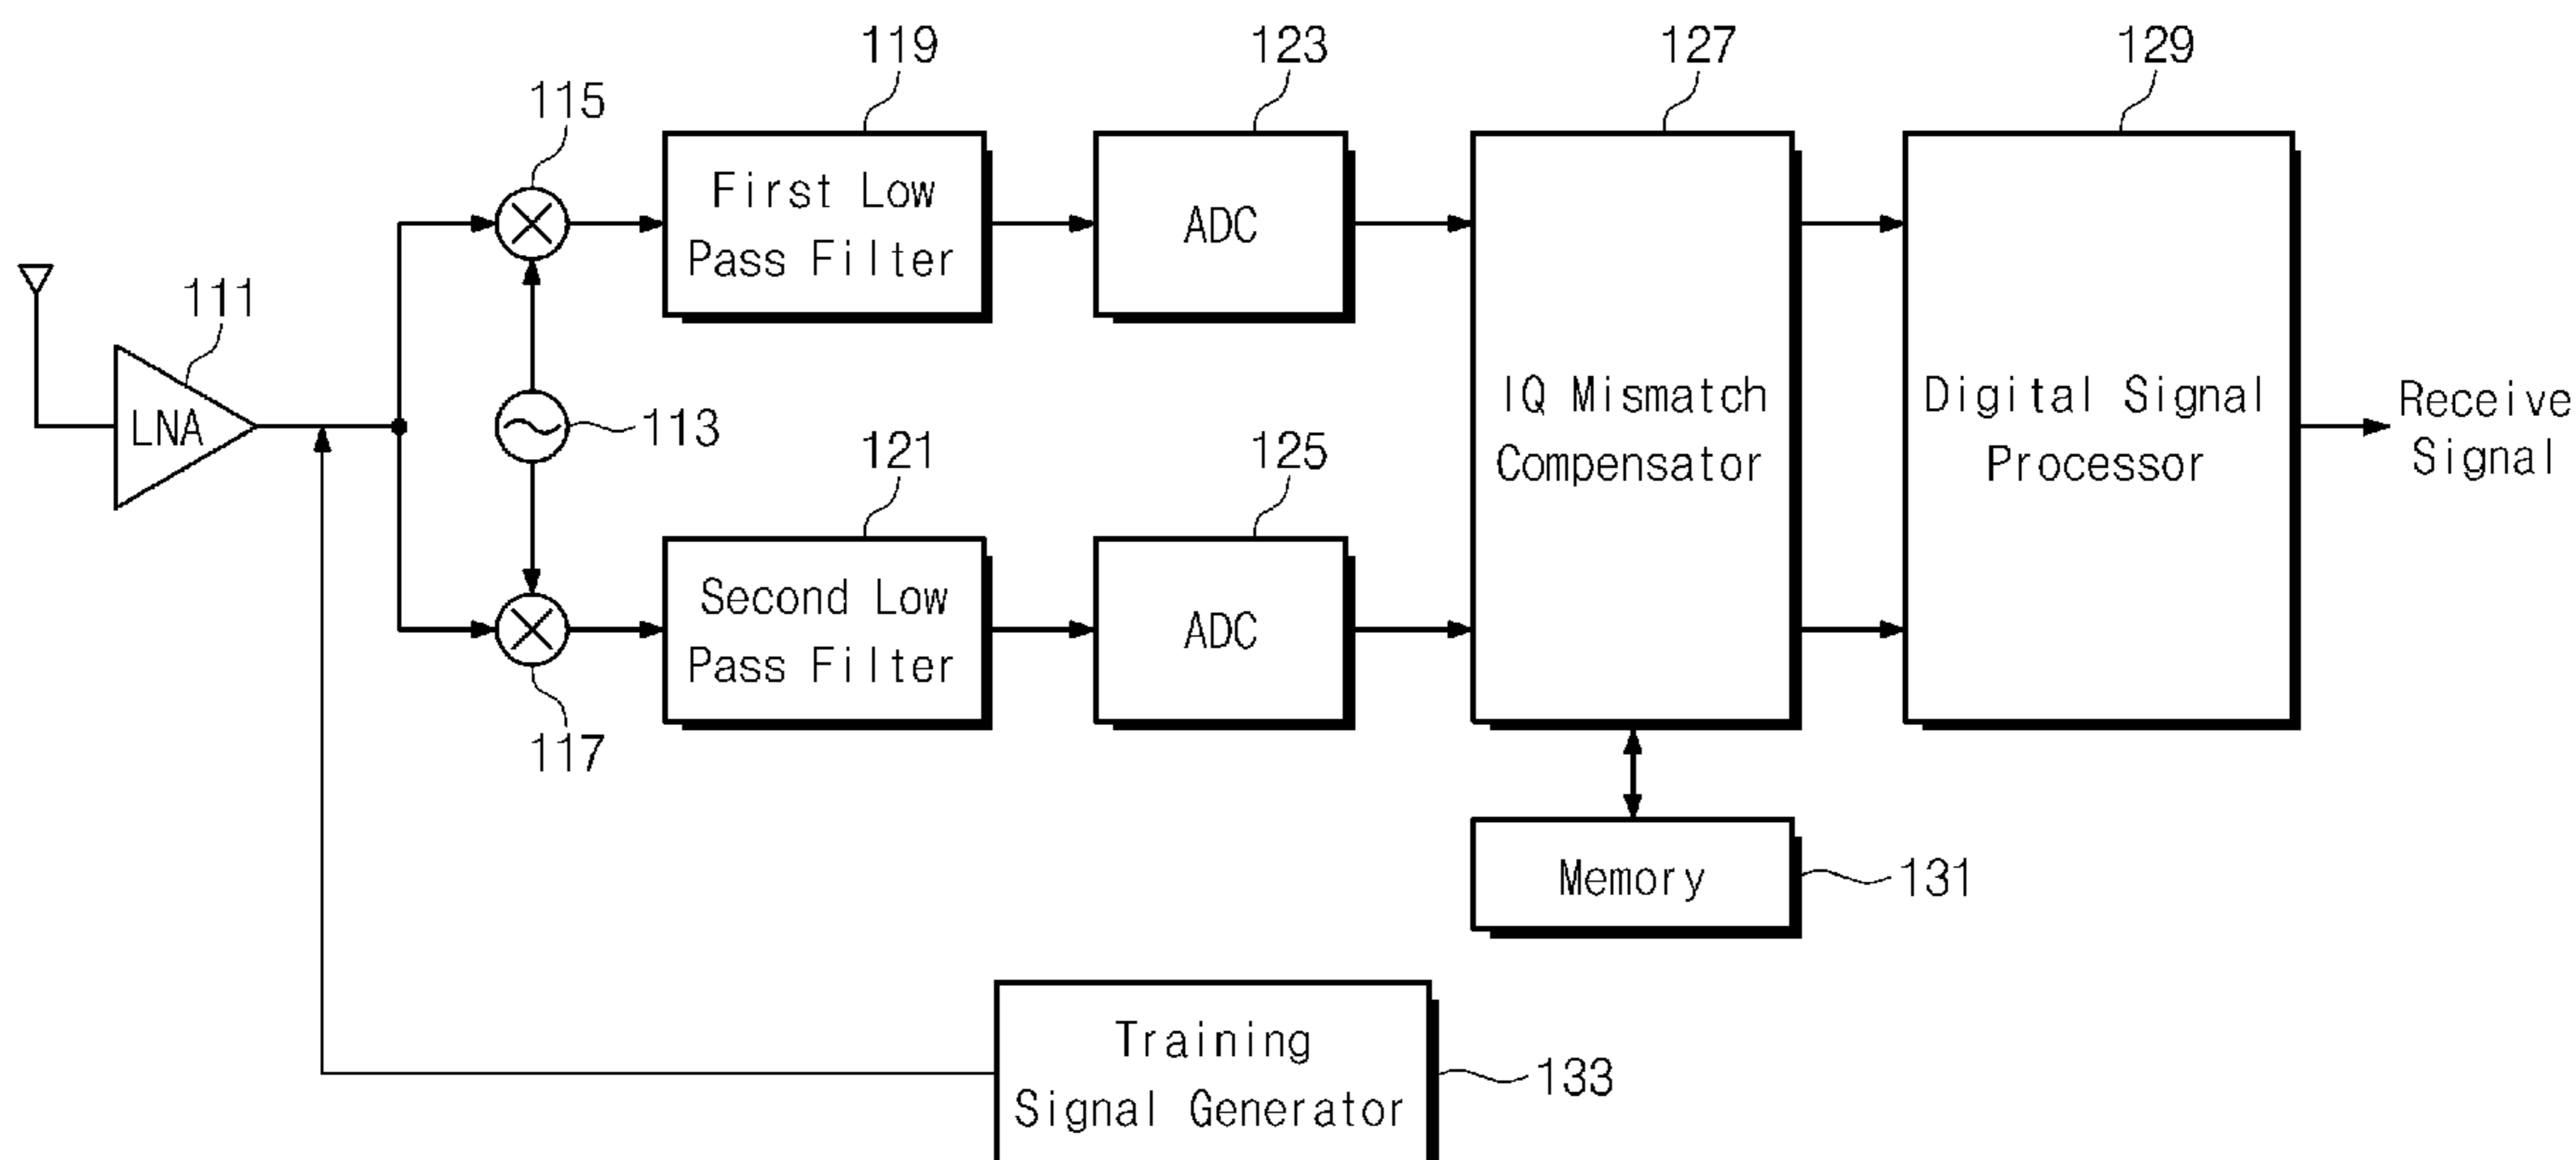 119
123
127
129
115
First Low
Pass Filter
ADC
111
LNA
113
IQ Mismatch
Compensator
Digital Signal
Processor
Receive
Signal
121
125
Second Low
Pass Filter
ADC
117
Memory
131
Training
Signal Generator
133